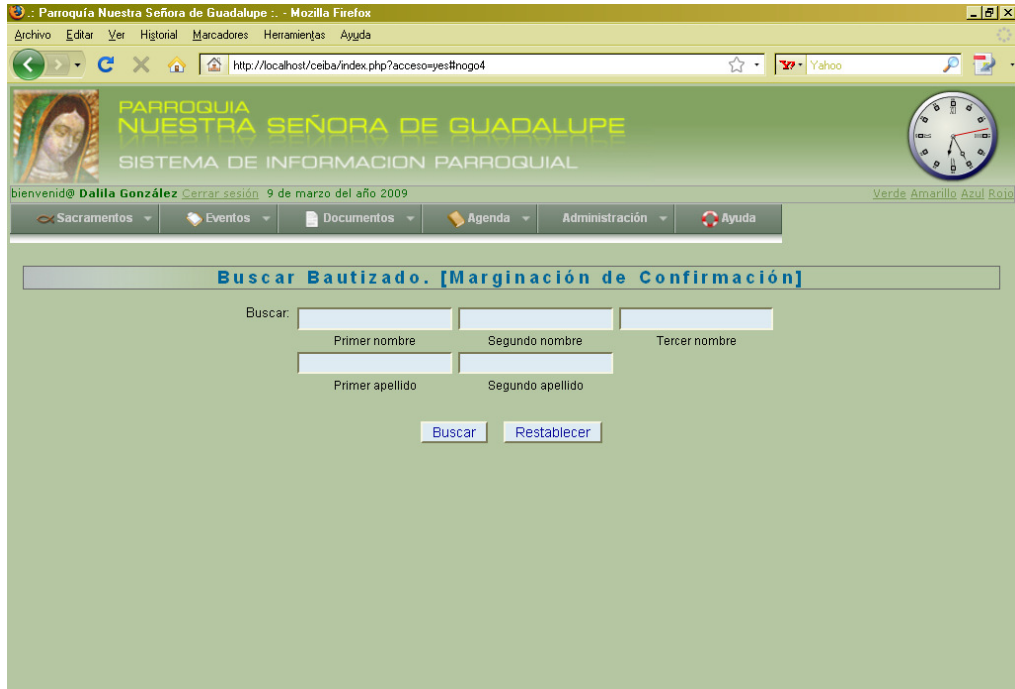 .: Parroquía Nuestra Señora de Guadalupe :. - Mozilla Firefox
Archivo Editar Ver Historial Marcadores Herramientas Ayuda
http://localhost/ceiba/index.php?acceso=yes#nogo4
Yahoo
PARROQUIA
NUESTRA SEÑORA DE GUADALUPE
SISTEMA DE INFORMACION PARROQUIAL
bienvenid@ Dalila González Cerrar sesión 9 de marzo del año 2009 Verde Amarillo Azul Rojo
Sacramentos Eventos Documentos Agenda Administración Ayuda
Buscar Bautizado. [Marginación de Confirmación]
Buscar:
Primer nombre Segundo nombre Tercer nombre
Primer apellido Segundo apellido
Buscar Restablecer